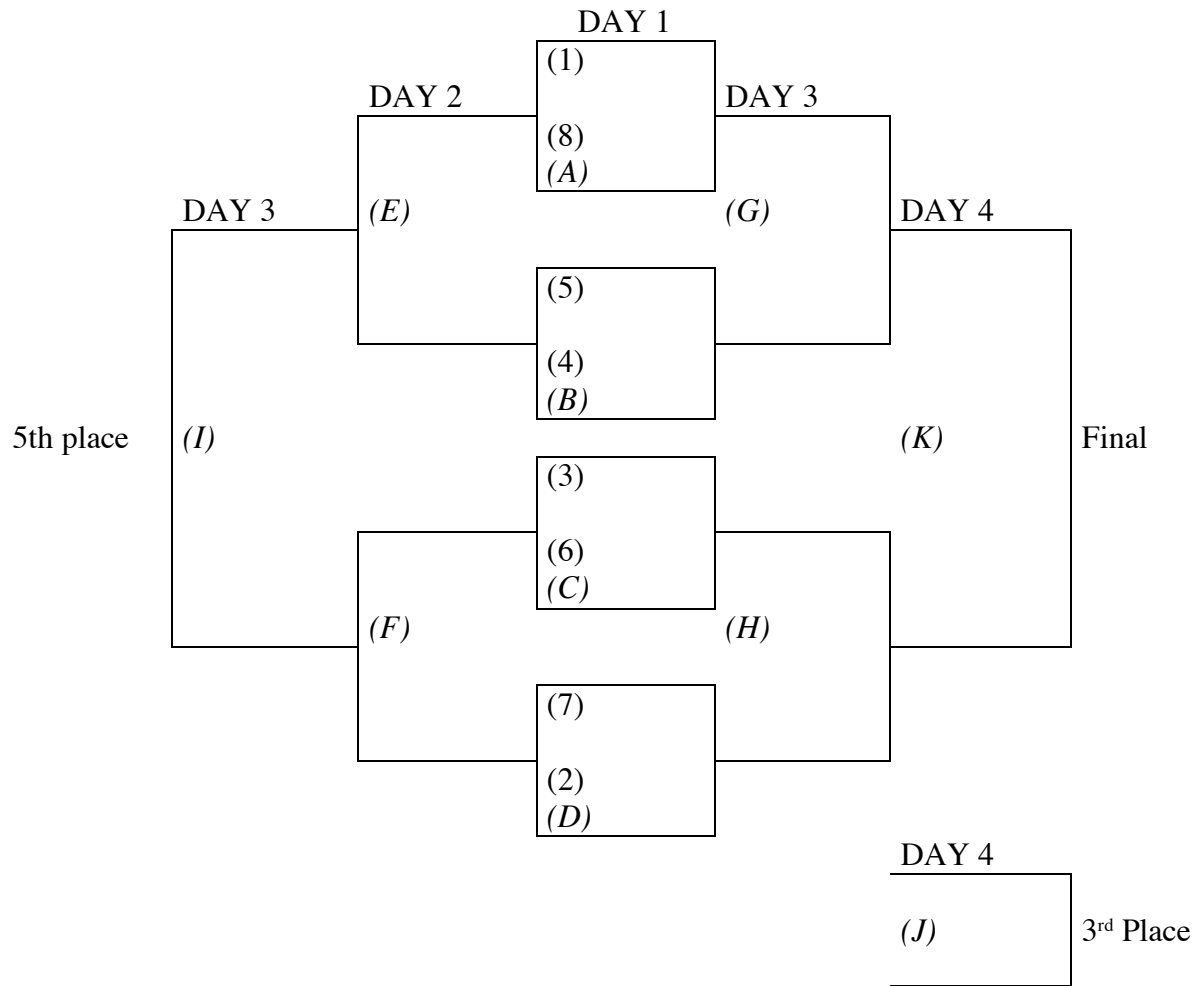 DAY 1
(1)
DAY 2
DAY 3
(8)
(A)
DAY 3
(E)
(G)
DAY 4
(5)
(4)
(B)
5th place
(I)
(K)
Final
(3)
(6)
(C)
(F)
(H)
(7)
(2)
(D)
DAY 4
(J)
3rd Place